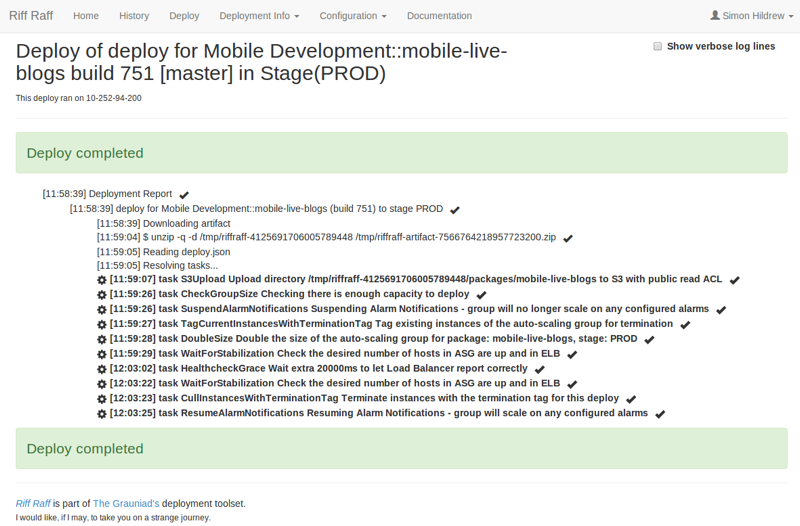 Riff Raff Home History Deploy Deployment Info Configuration Documentation Simon Hildrew
Deploy of deploy for Mobile Development::mobile-live-
blogs build 751 [master] in Stage(PROD)
Show verbose log lines
This deploy ran on 10-252-94-200
Deploy completed
[11:58:39] Deployment Report
[11:58:39] deploy for Mobile Development::mobile-live-blogs (build 751) to stage PROD
[11:58:39] Downloading artifact
[11:59:04] $ unzip -q -d /tmp/riffraff-4125691706005789448 /tmp/riffraff-artifact-7566764218957723200.zip
[11:59:05] Reading deploy.json
[11:59:05] Resolving tasks...
[11:59:07] task S3Upload Upload directory /tmp/riffraff-4125691706005789448/packages/mobile-live-blogs to S3 with public read ACL
[11:59:26] task CheckGroupSize Checking there is enough capacity to deploy
[11:59:26] task SuspendAlarmNotifications Suspending Alarm Notifications - group will no longer scale on any configured alarms
[11:59:27] task TagCurrentInstancesWithTerminationTag Tag existing instances of the auto-scaling group for termination
[11:59:28] task DoubleSize Double the size of the auto-scaling group for package: mobile-live-blogs, stage: PROD
[11:59:29] task WaitForStabilization Check the desired number of hosts in ASG are up and in ELB
[12:03:02] task HealthcheckGrace Wait extra 20000ms to let Load Balancer report correctly
[12:03:22] task WaitForStabilization Check the desired number of hosts in ASG are up and in ELB
[12:03:23] task CullInstancesWithTerminationTag Terminate instances with the termination tag for this deploy
[12:03:25] task ResumeAlarmNotifications Resuming Alarm Notifications - group will scale on any configured alarms
Deploy completed
Riff Raff is part of The Grauniad's deployment toolset.
I would like, if I may, to take you on a strange journey.